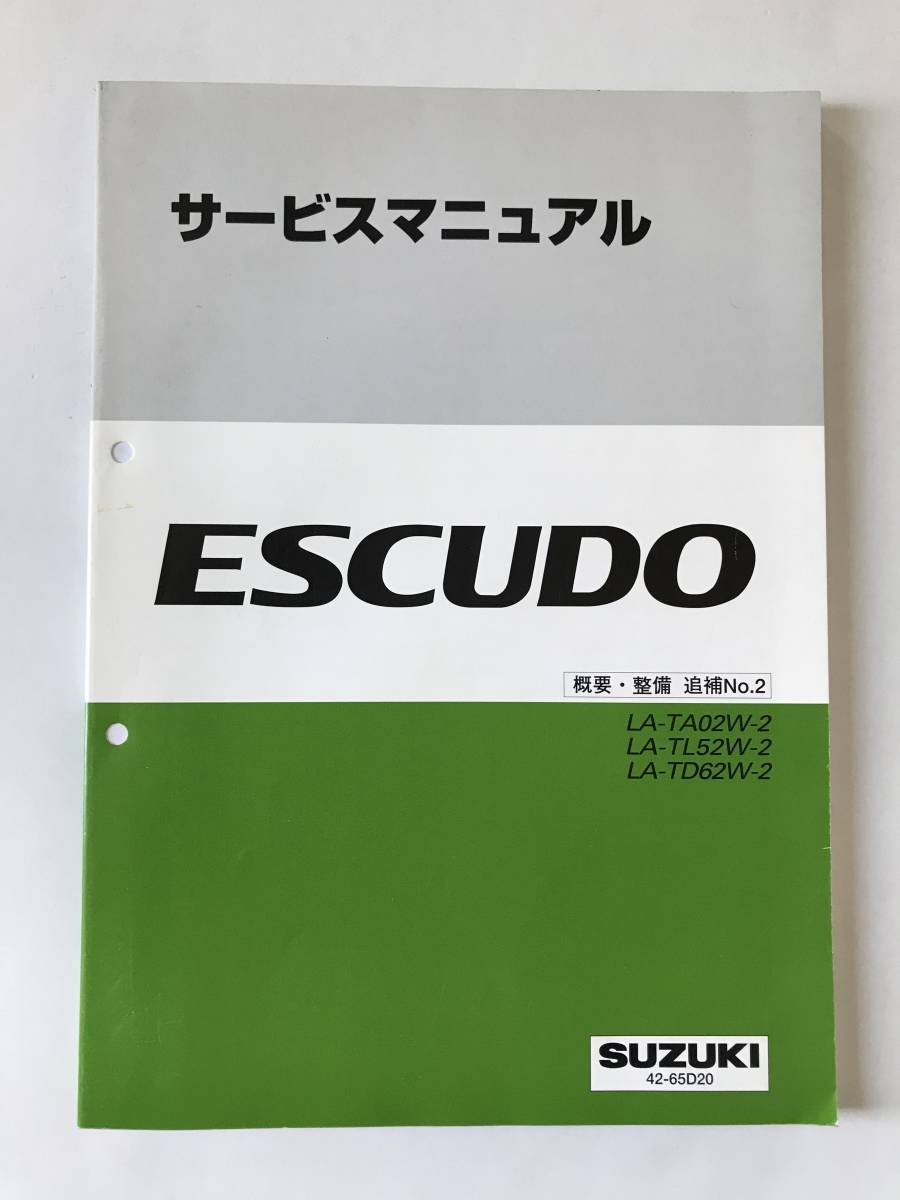 サービスマニュアル
ESCUDO
概要・整備 追補No.2
LA-TA02W-2
LA-TL52W-2
LA-TD62W-2
SUZUKI
42-65D20